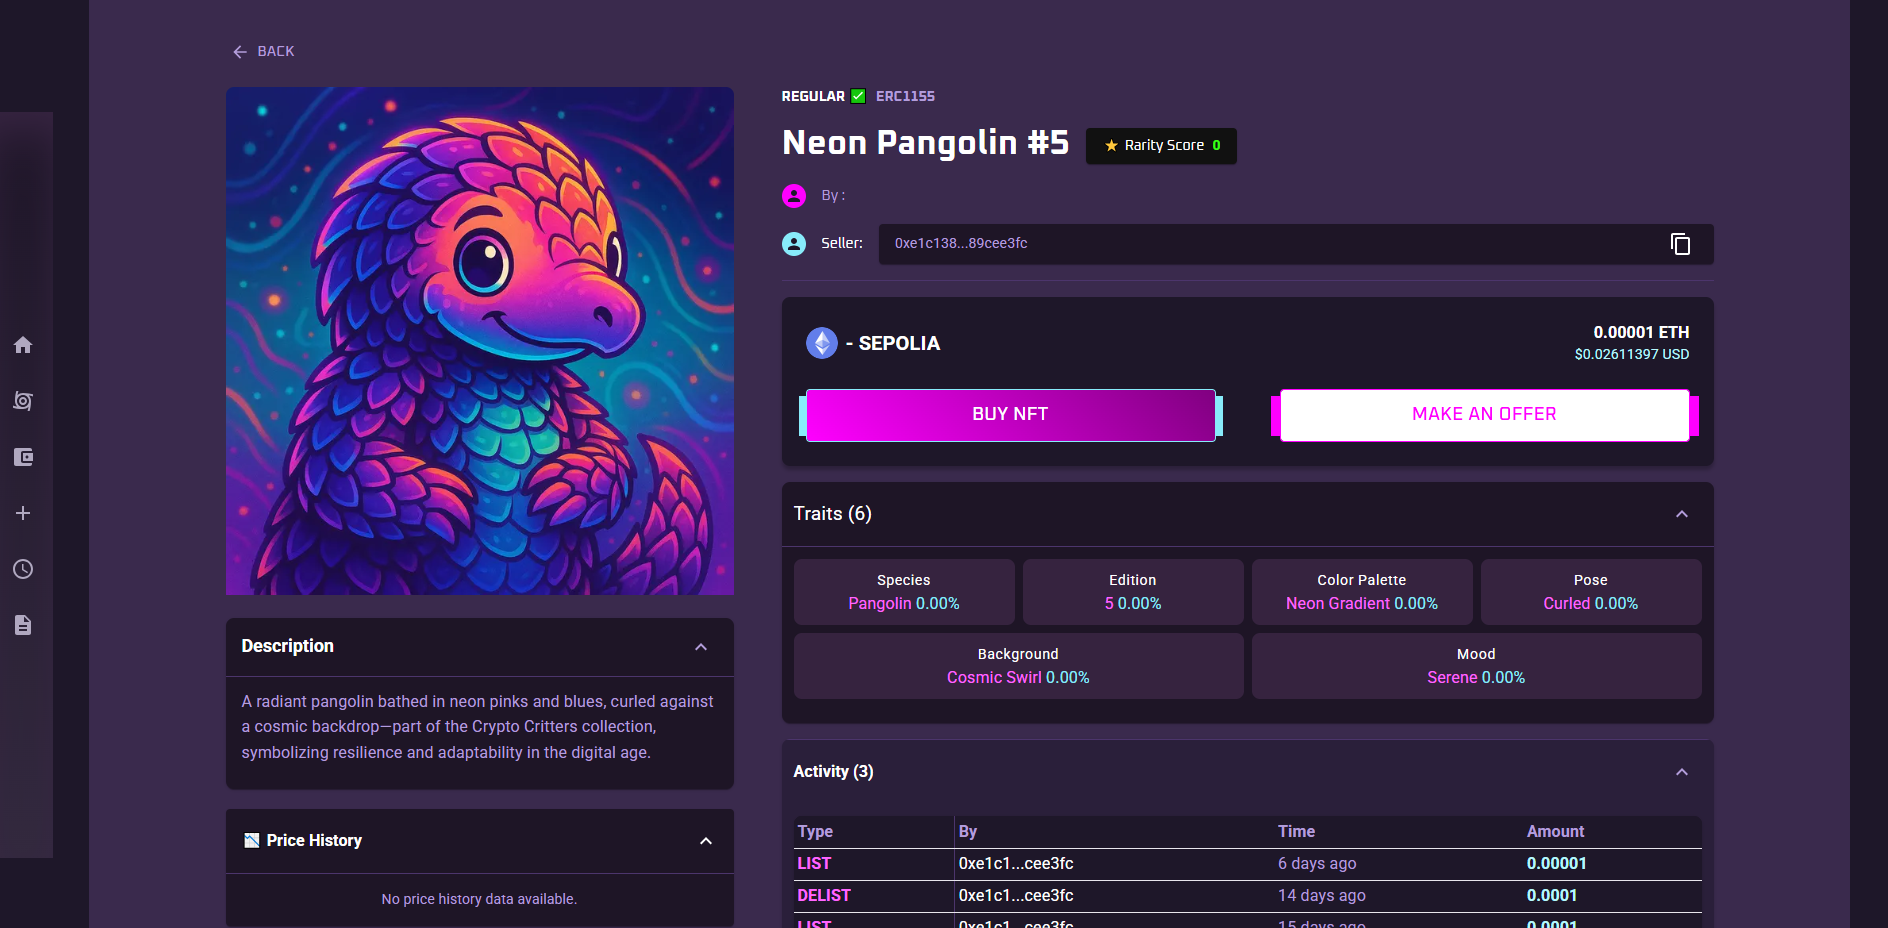 BACK
REGULAR ✅ ERC1155
Neon Pangolin #5
Rarity Score 0
By :
Seller:
0xe1c138...89cee3fc
- SEPOLIA
0.00001 ETH
$0.02611397 USD
BUY NFT
MAKE AN OFFER
Traits (6)
Species
Pangolin 0.00%
Edition
5 0.00%
Color Palette
Neon Gradient 0.00%
Pose
Curled 0.00%
Background
Cosmic Swirl 0.00%
Mood
Serene 0.00%
Description
A radiant pangolin bathed in neon pinks and blues, curled against
a cosmic backdrop—part of the Crypto Critters collection,
symbolizing resilience and adaptability in the digital age.
Price History
No price history data available.
Activity (3)
Type By Time Amount
LIST 0xe1c1...cee3fc 6 days ago 0.00001
DELIST 0xe1c1...cee3fc 14 days ago 0.0001
LIST 0xe1c1...cee3fc 15 days ago 0.0001